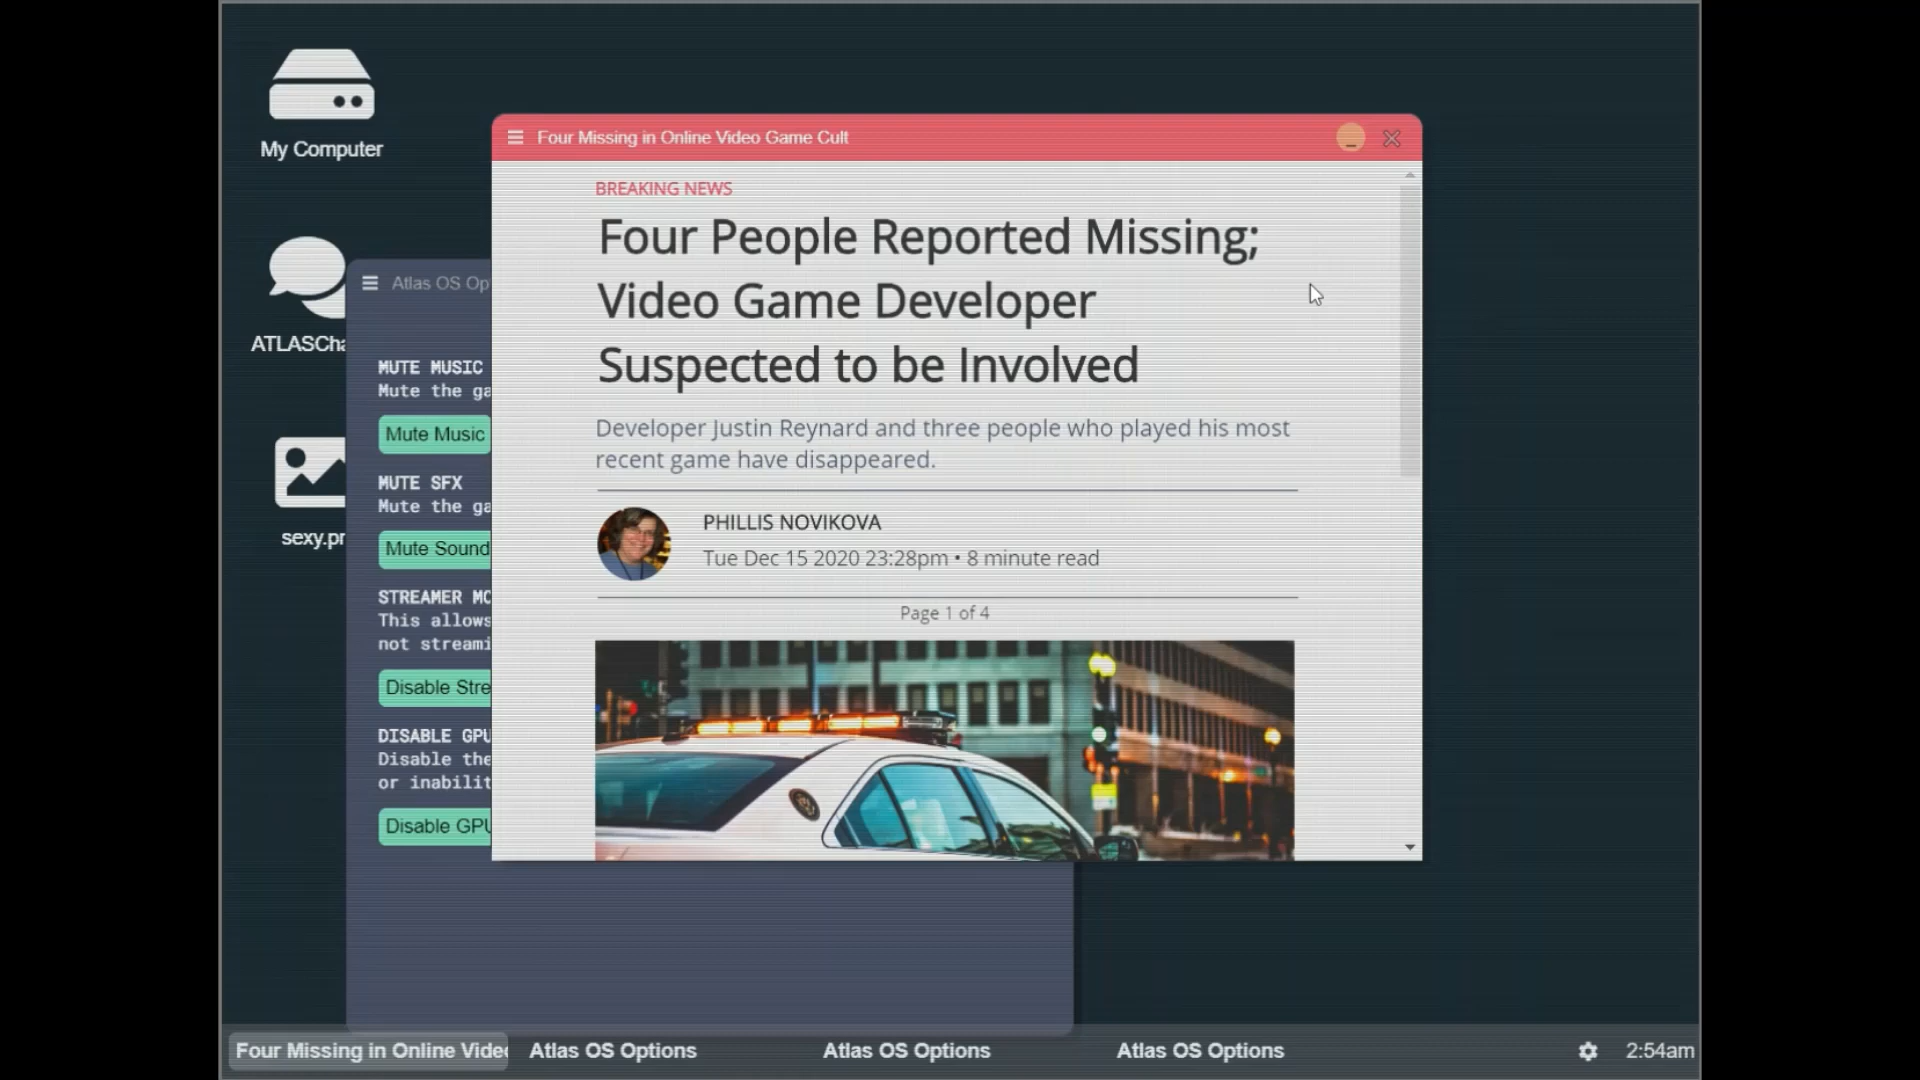 My Computer
Four Missing in Online Video Game Cult
BREAKING NEWS
Four People Reported Missing;
Video Game Developer
Suspected to be Involved
Developer Justin Reynard and three people who played his most
recent game have disappeared.
PHILLIS NOVIKOVA
Tue Dec 15 2020 23:28pm • 8 minute read
Page 1 of 4
ATLASCha
sexy.pr
Atlas OS Op
MUTE MUSIC
Mute the ga
Mute Music
MUTE SFX
Mute the ga
Mute Sound
STREAMER MO
This allows
not streami
Disable Stre
DISABLE GPU
Disable the
or inabilit
Disable GPU
Four Missing in Online Vide
Atlas OS Options
Atlas OS Options
Atlas OS Options
2:54am